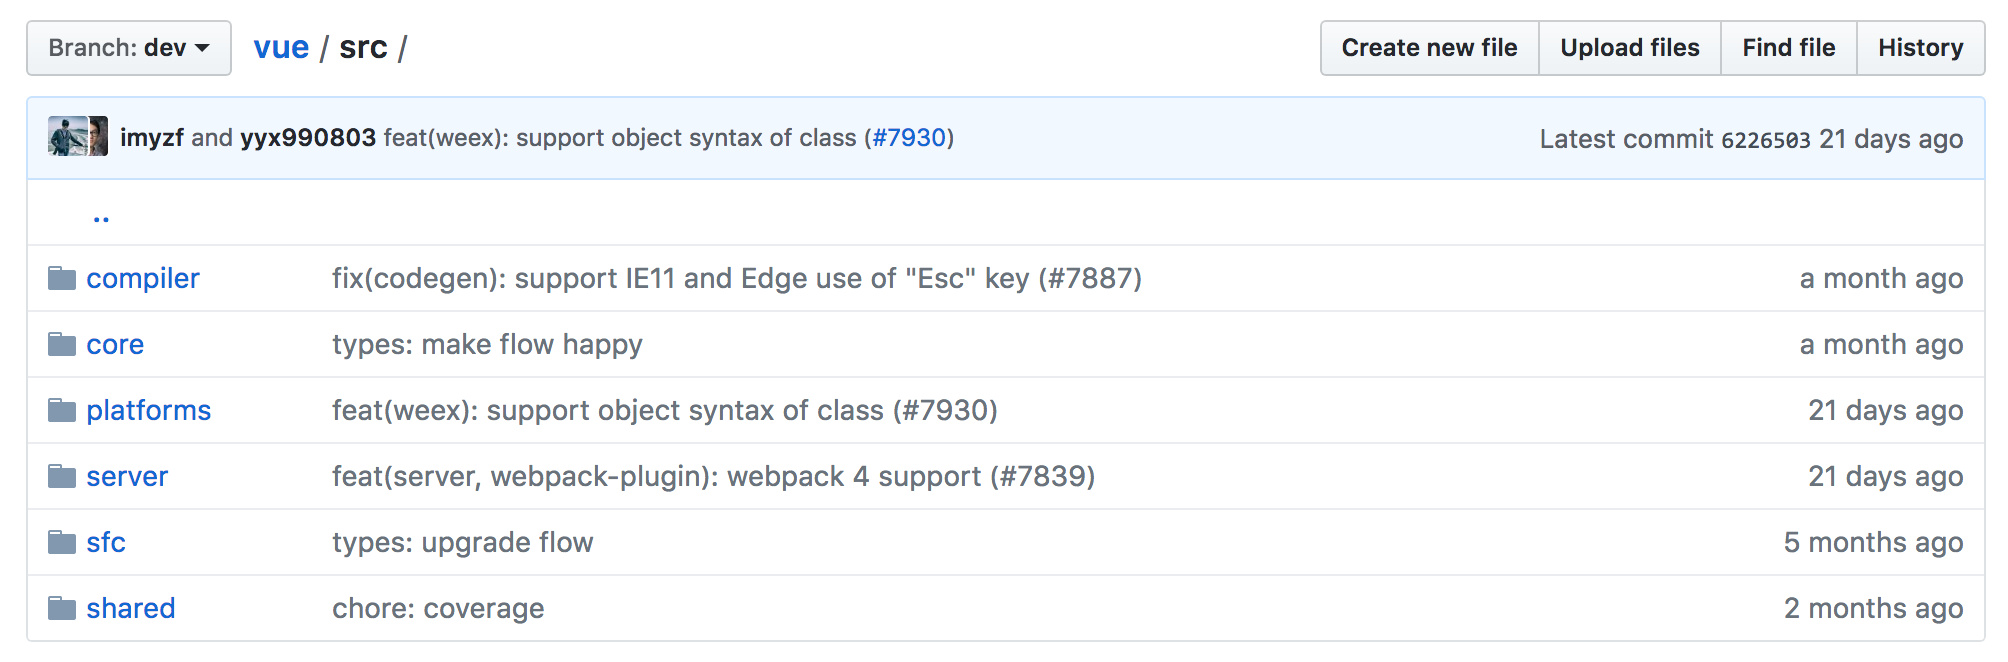 Branch: dev vue / src / Create new file Upload files Find file History
imyzf and yyx990803 feat(weex): support object syntax of class (#7930) Latest commit 6226503 21 days ago
..
compiler fix(codegen): support IE11 and Edge use of "Esc" key (#7887) a month ago
core types: make flow happy a month ago
platforms feat(weex): support object syntax of class (#7930) 21 days ago
server feat(server, webpack-plugin): webpack 4 support (#7839) 21 days ago
sfc types: upgrade flow 5 months ago
shared chore: coverage 2 months ago